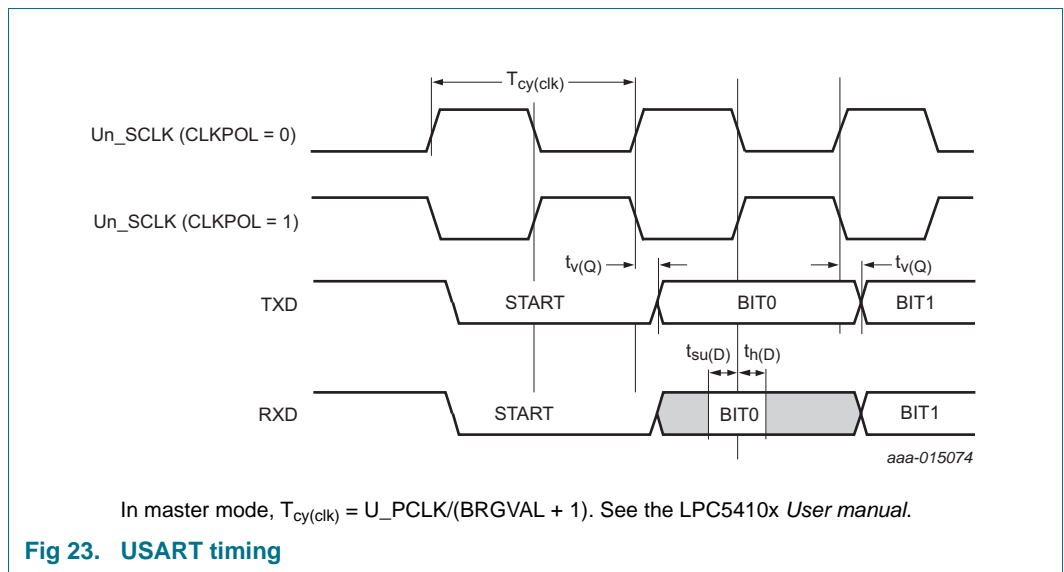 Tcy(clk)
Un_SCLK (CLKPOL = 0)
Un_SCLK (CLKPOL = 1)
tv(Q) tv(Q)
TXD START BIT0 BIT1
tsu(D) th(D)
RXD START BIT0 BIT1
aaa-015074
In master mode, Tcy(clk) = U_PCLK/(BRGVAL + 1). See the LPC5410x User manual.
Fig 23. USART timing